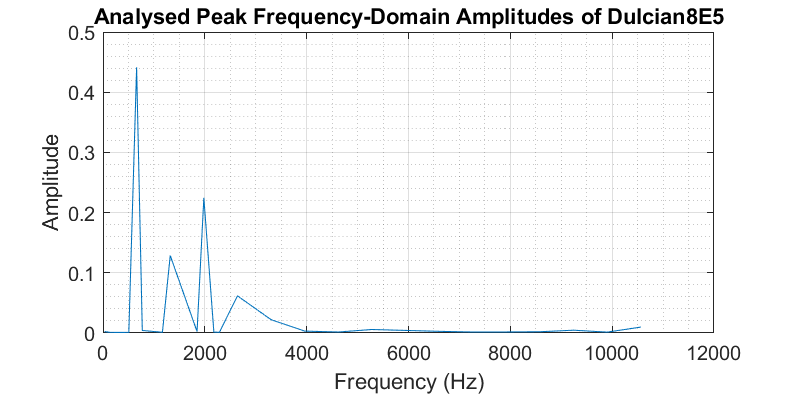 Analysed Peak Frequency-Domain Amplitudes of Dulcian8E5
0.5
0.4
0.3
0.2
0.1
0
Amplitude
0 2000 4000 6000 8000 10000 12000
Frequency (Hz)